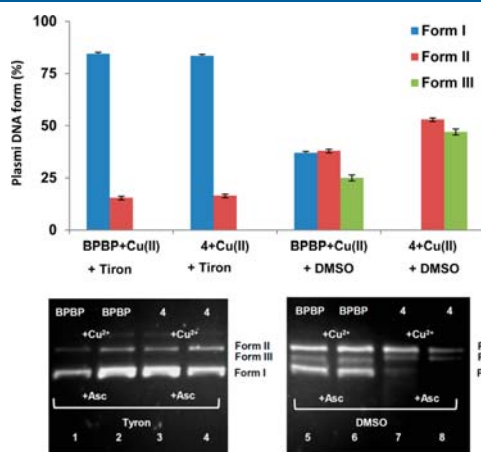 100
75
50
25
0
Plasmi DNA form (%)
Form I
Form II
Form III
BPBP+Cu(II) 4+Cu(II) BPBP+Cu(II) 4+Cu(II)
+ Tiron + Tiron + DMSO + DMSO
BPBP BPBP 4 4
+Cu²⁺ +Cu²⁺
Form II
Form III
Form I
+Asc +Asc
Tyron
1 2 3 4
BPBP BPBP 4 4
+Cu²⁺ +Cu²⁺
+Asc +Asc
DMSO
5 6 7 8